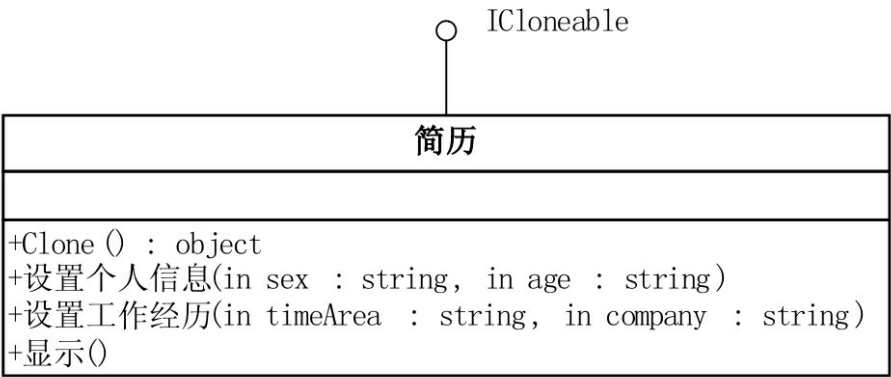 ICloneable
简历
+Clone() : object
+设置个人信息(in sex : string, in age : string)
+设置工作经历(in timeArea : string, in company : string)
+显示()